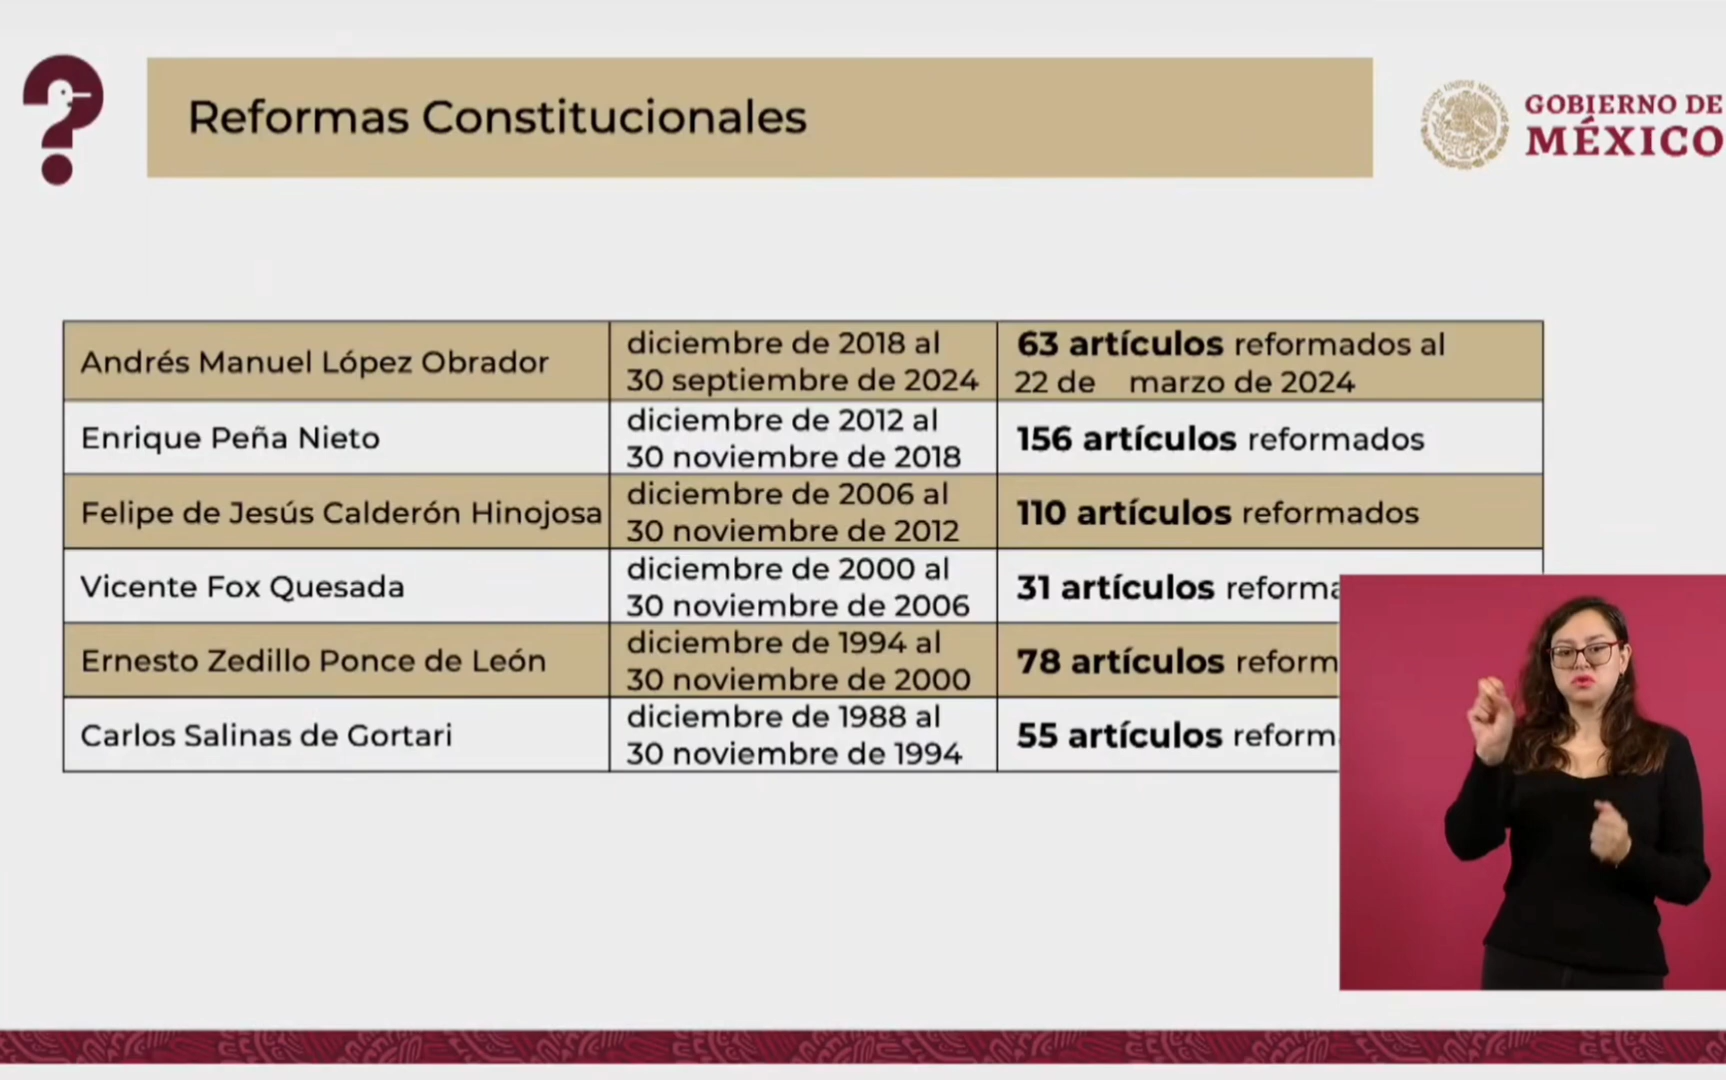 Reformas Constitucionales
GOBIERNO DE
MÉXICO
Andrés Manuel López Obrador
diciembre de 2018 al
30 septiembre de 2024
63 artículos reformados al
22 de marzo de 2024
Enrique Peña Nieto
diciembre de 2012 al
30 noviembre de 2018
156 artículos reformados
Felipe de Jesús Calderón Hinojosa
diciembre de 2006 al
30 noviembre de 2012
110 artículos reformados
Vicente Fox Quesada
diciembre de 2000 al
30 noviembre de 2006
31 artículos reforma
Ernesto Zedillo Ponce de León
diciembre de 1994 al
30 noviembre de 2000
78 artículos reform
Carlos Salinas de Gortari
diciembre de 1988 al
30 noviembre de 1994
55 artículos reform